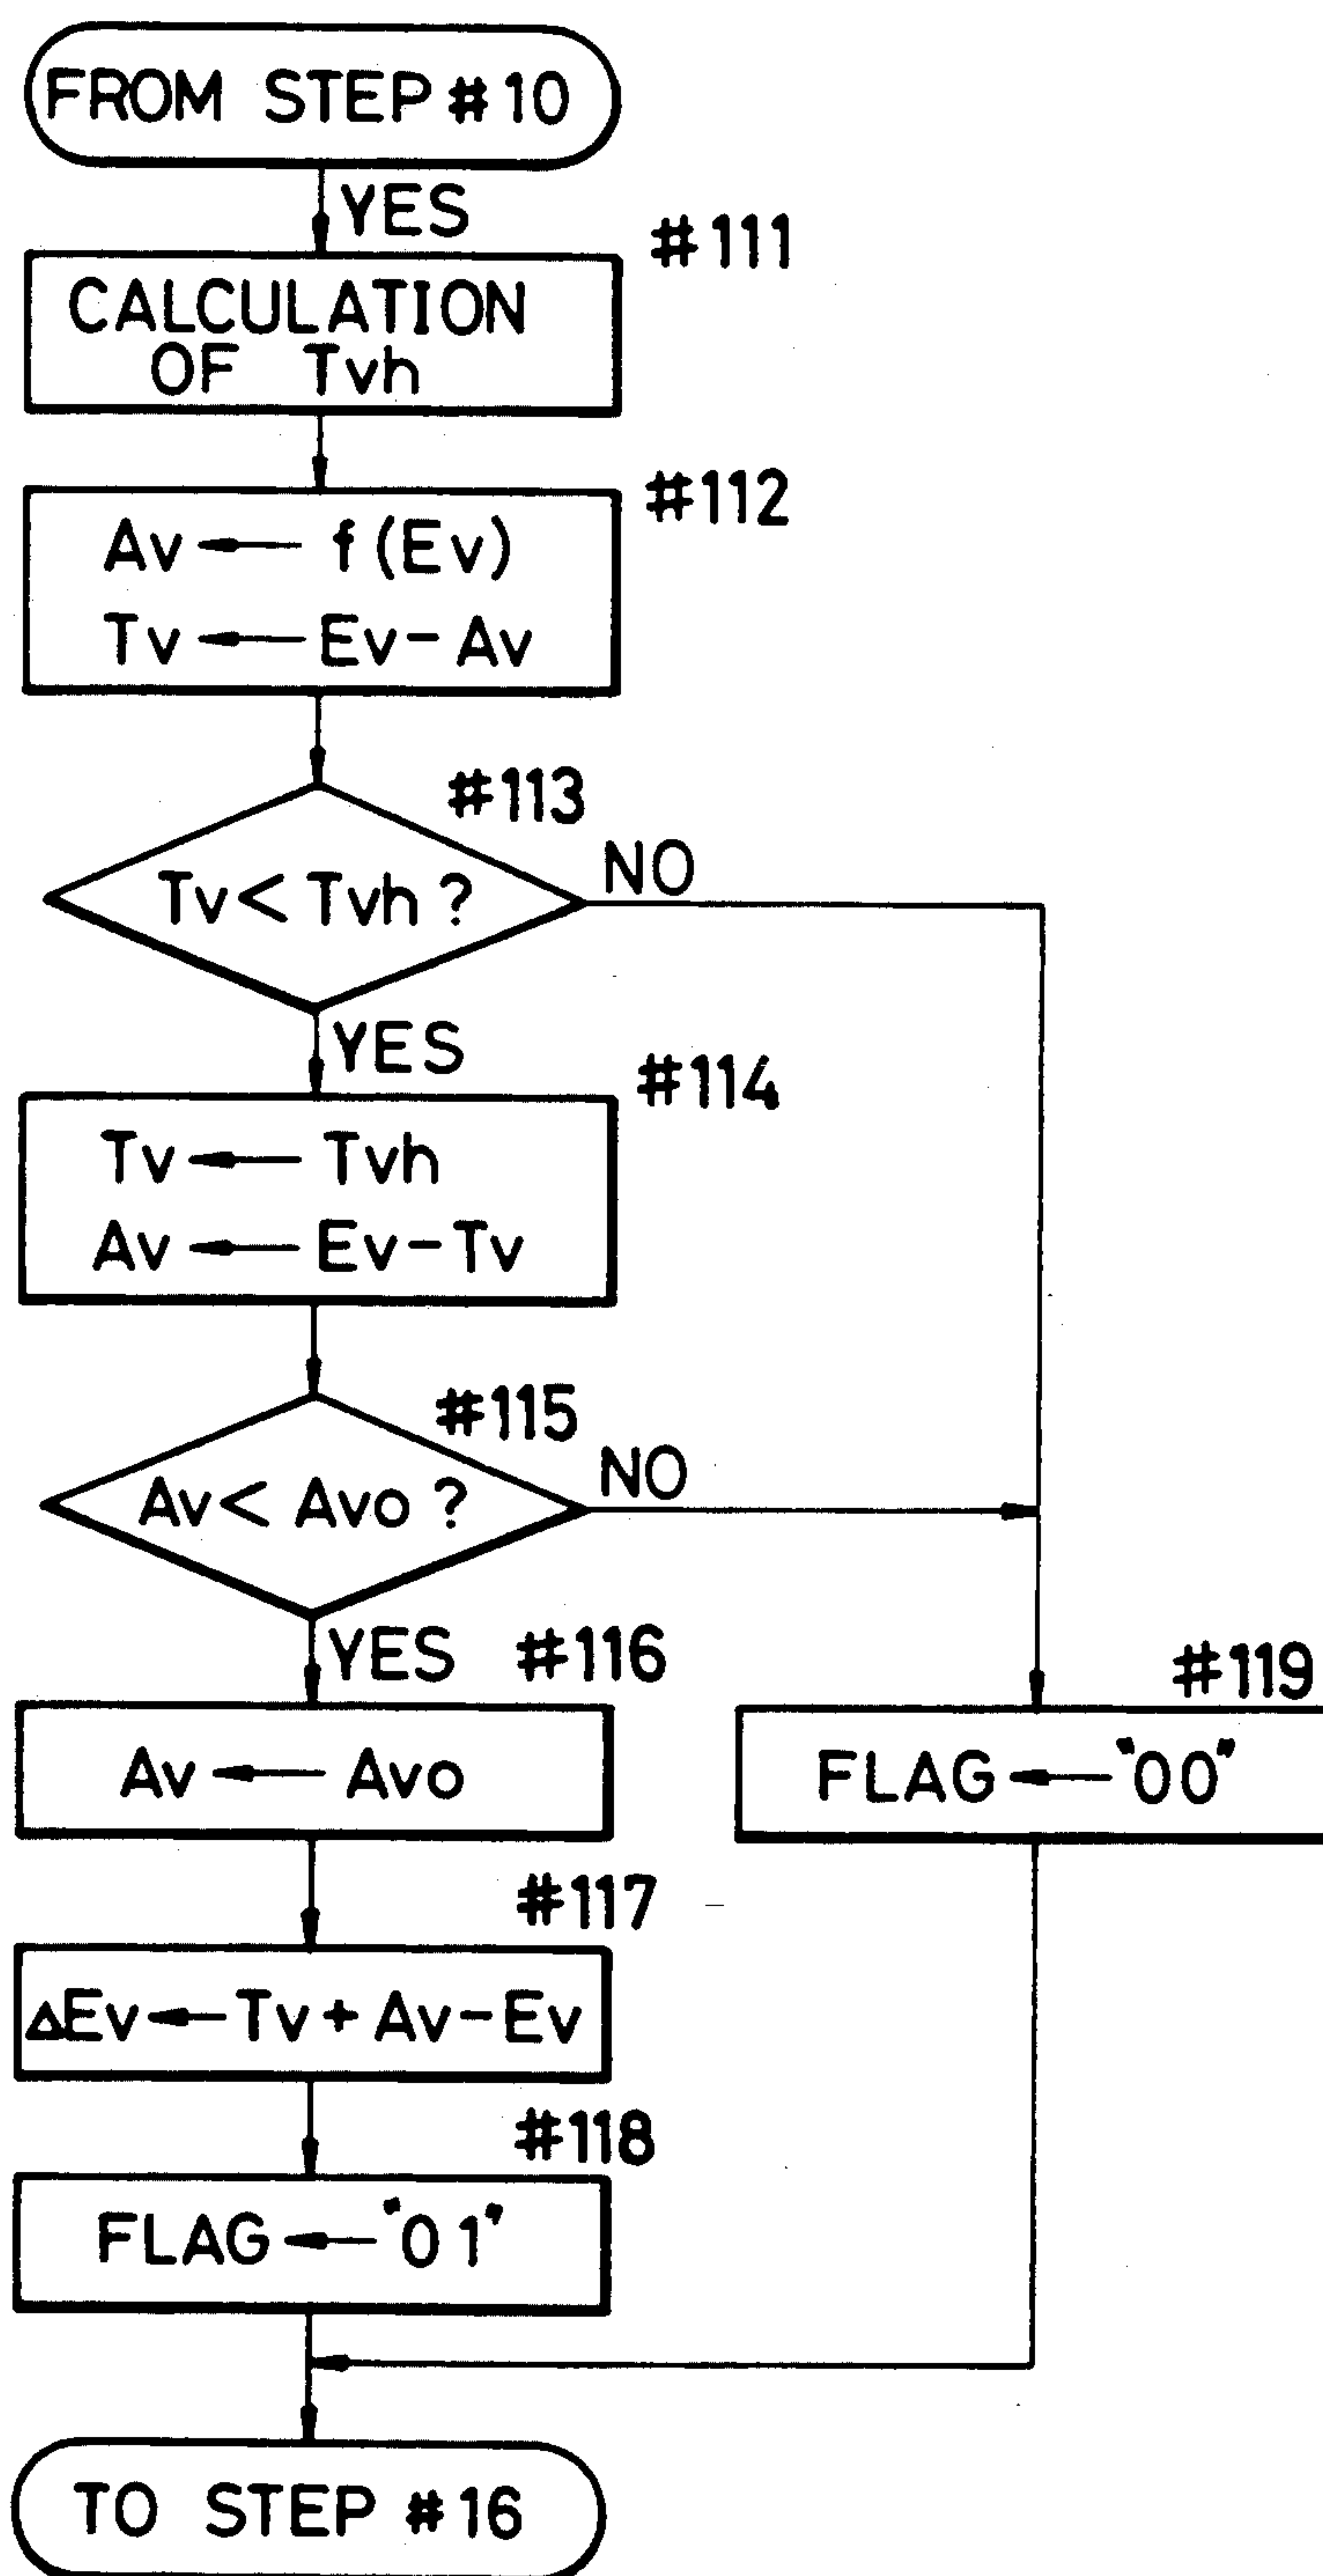 FROM STEP #10
YES
#111
CALCULATION
OF Tvh
#112
Av ← f(Ev)
Tv ← Ev - Av
#113
Tv < Tvh ?
NO
YES
#114
Tv ← Tvh
Av ← Ev - Tv
#115
Av < Avo ?
NO
YES
#116
Av ← Avo
#119
FLAG ← "00"
#117
ΔEv ← Tv + Av - Ev
#118
FLAG ← "01"
TO STEP #16